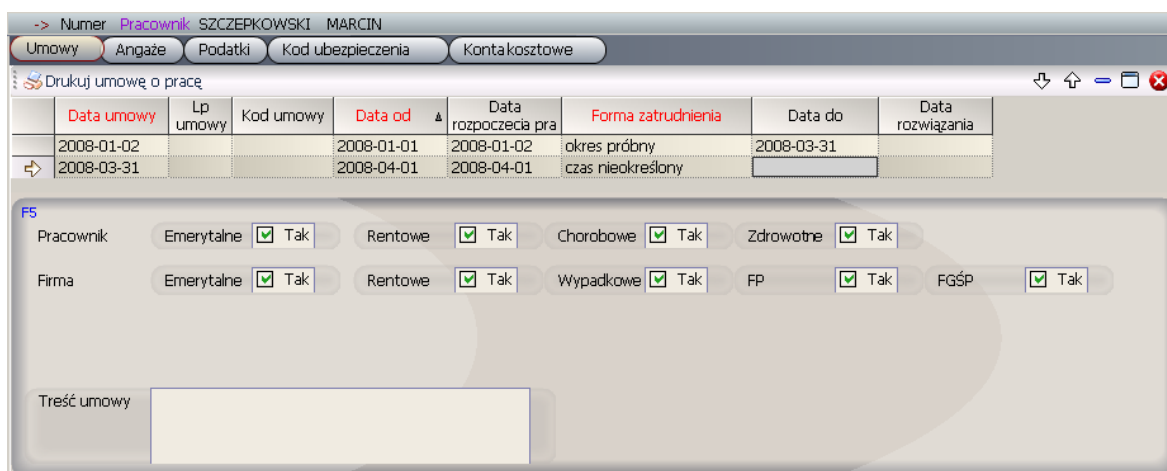 -> Numer Pracownik SZCZEPKOWSKI MARCIN
Umowy Angaże Podatki Kod ubezpieczenia Kontakosztowe
Drukuj umowę o pracę
Data umowy Lp umowy Kod umowy Data od Data rozpoczecia pra Forma zatrudnienia Data do Data rozwiązania
2008-01-02 2008-01-01 2008-01-02 okres próbny 2008-03-31
2008-03-31 2008-04-01 2008-04-01 czas nieokreślony
F5
Pracownik Emerytalne Tak Rentowe Tak Chorobowe Tak Zdrowotne Tak
Firma Emerytalne Tak Rentowe Tak Wypadkowe Tak FP Tak FGŚP Tak
Treść umowy